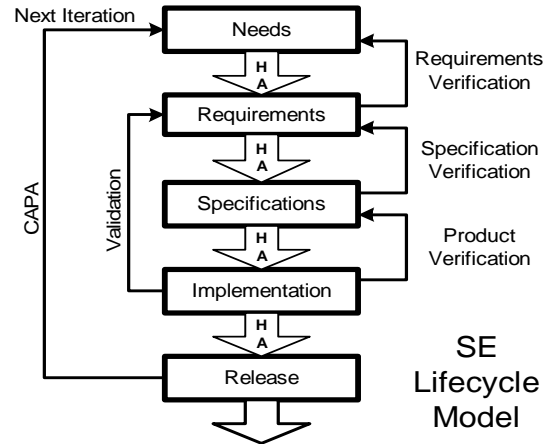 Next Iteration
Needs
H
A
Requirements
Verification
Requirements
H
A
Specification
Verification
Specifications
H
A
CAPA
Validation
Product
Verification
Implementation
H
A
Release
SE
Lifecycle
Model